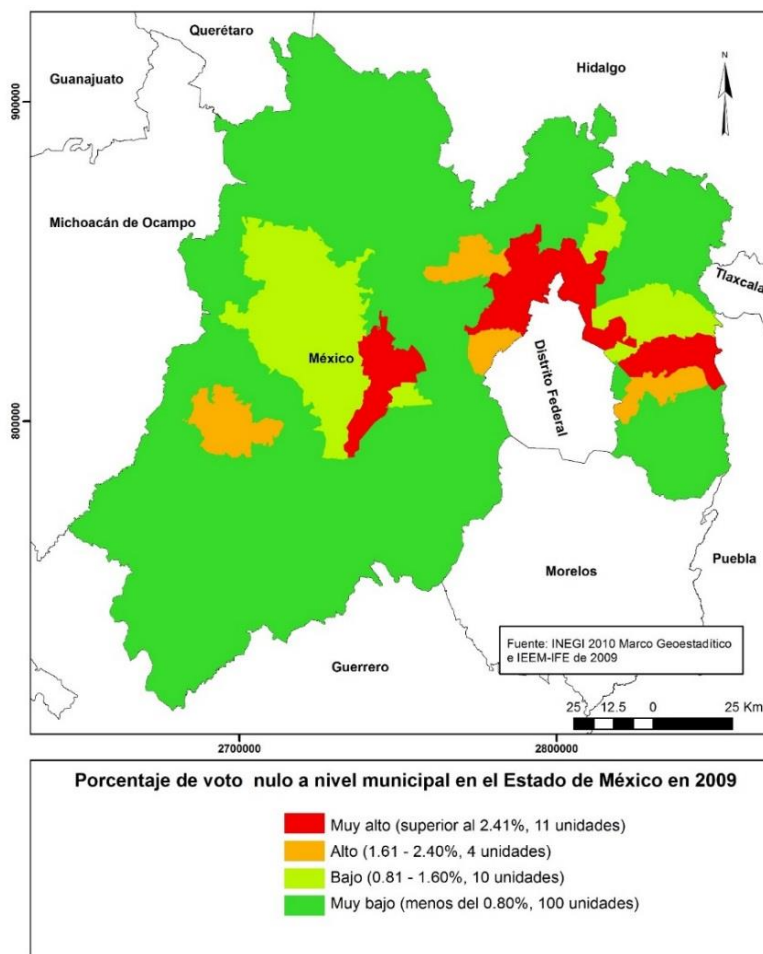 Querétaro
Guanajuato
Hidalgo
N
900000
Michoacán de Ocampo
Tlaxcala
México
Distrito Federal
800000
Puebla
Morelos
Fuente: INEGI 2010 Marco Geoestadítico
e IEEM-IFE de 2009
Guerrero
25 12.5 0 25 Km
2700000 2800000
Porcentaje de voto nulo a nivel municipal en el Estado de México en 2009
Muy alto (superior al 2.41%, 11 unidades)
Alto (1.61 - 2.40%, 4 unidades)
Bajo (0.81 - 1.60%, 10 unidades)
Muy bajo (menos del 0.80%, 100 unidades)